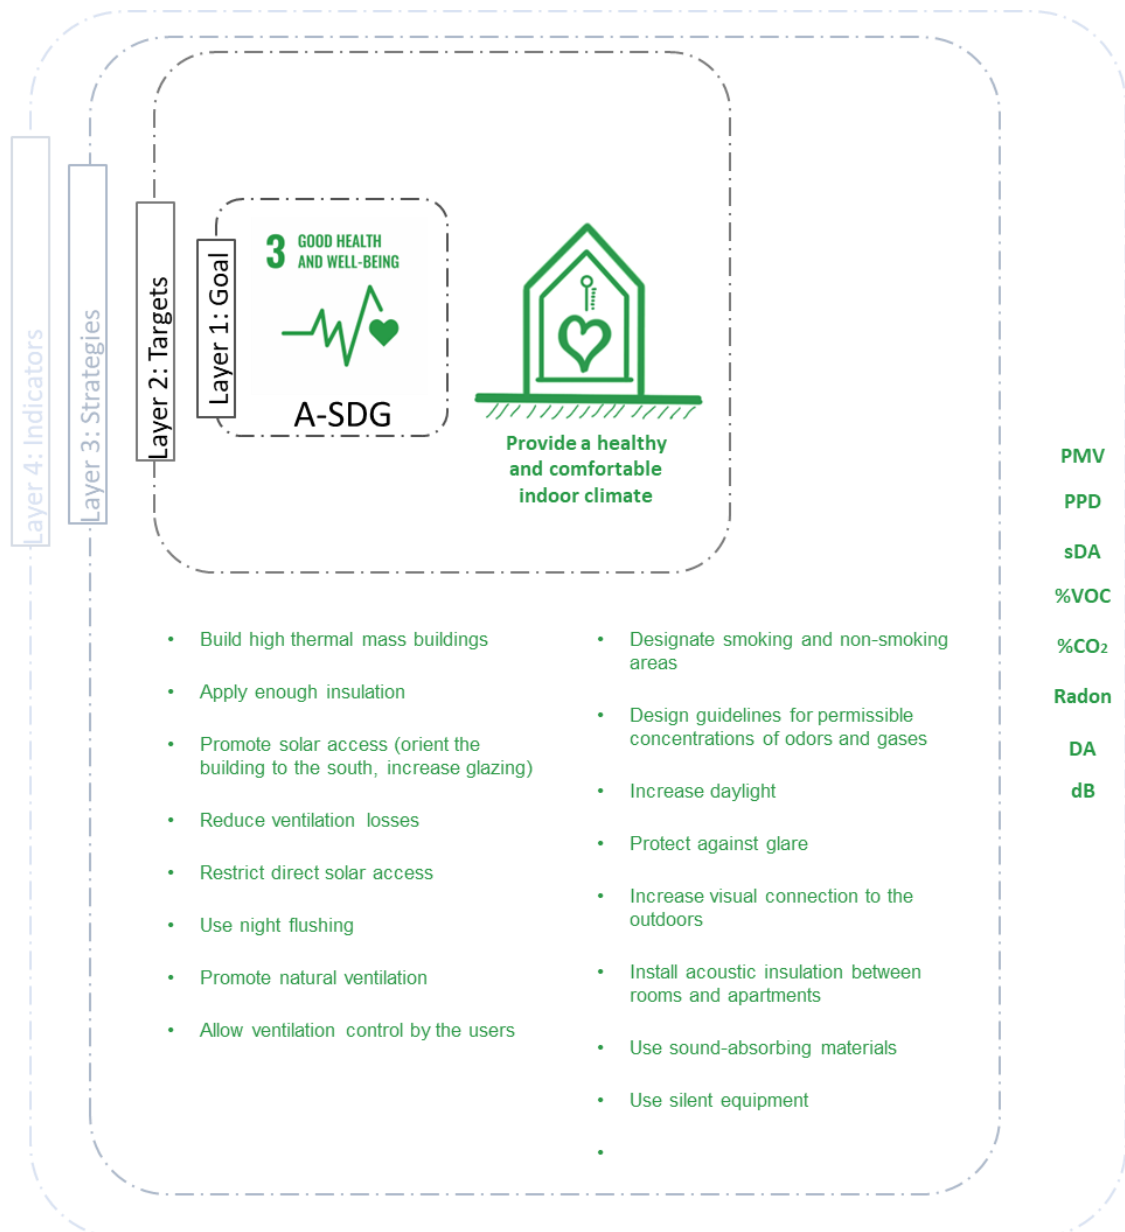 Layer 4: Indicators
Layer 3: Strategies
Layer 2: Targets
Layer 1: Goal
3 GOOD HEALTH
AND WELL-BEING
A-SDG
Provide a healthy
and comfortable
indoor climate
• Build high thermal mass buildings
• Apply enough insulation
• Promote solar access (orient the
building to the south, increase glazing)
• Reduce ventilation losses
• Restrict direct solar access
• Use night flushing
• Promote natural ventilation
• Allow ventilation control by the users
• Designate smoking and non-smoking
areas
• Design guidelines for permissible
concentrations of odors and gases
• Increase daylight
• Protect against glare
• Increase visual connection to the
outdoors
• Install acoustic insulation between
rooms and apartments
• Use sound-absorbing materials
• Use silent equipment
•
PMV
PPD
sDA
%VOC
%CO₂
Radon
DA
dB